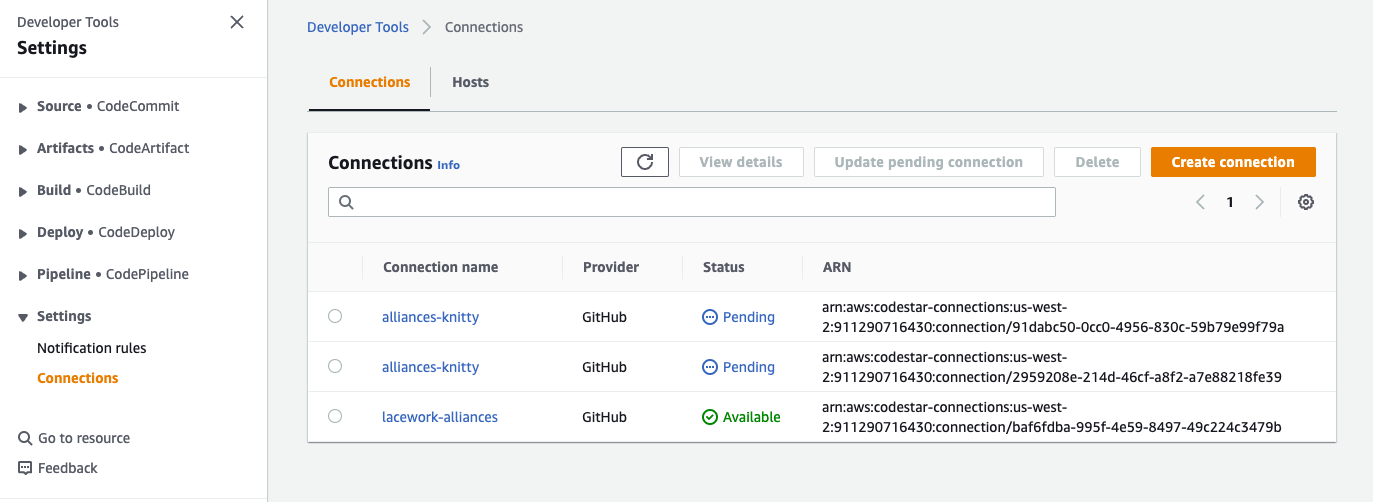 Developer Tools
Settings
Source • CodeCommit
Artifacts • CodeArtifact
Build • CodeBuild
Deploy • CodeDeploy
Pipeline • CodePipeline
Settings
Notification rules
Connections
Go to resource
Feedback
Developer Tools > Connections
Connections Hosts
Connections Info View details Update pending connection Delete Create connection
1
Connection name Provider Status ARN
alliances-knitty GitHub Pending arn:aws:codestar-connections:us-west-
2:911290716430:connection/91dabc50-0cc0-4956-830c-59b79e99f79a
alliances-knitty GitHub Pending arn:aws:codestar-connections:us-west-
2:911290716430:connection/2959208e-214d-46cf-a8f2-a7e88218fe39
lacework-alliances GitHub Available arn:aws:codestar-connections:us-west-
2:911290716430:connection/baf6fdba-995f-4e59-8497-49c224c3479b